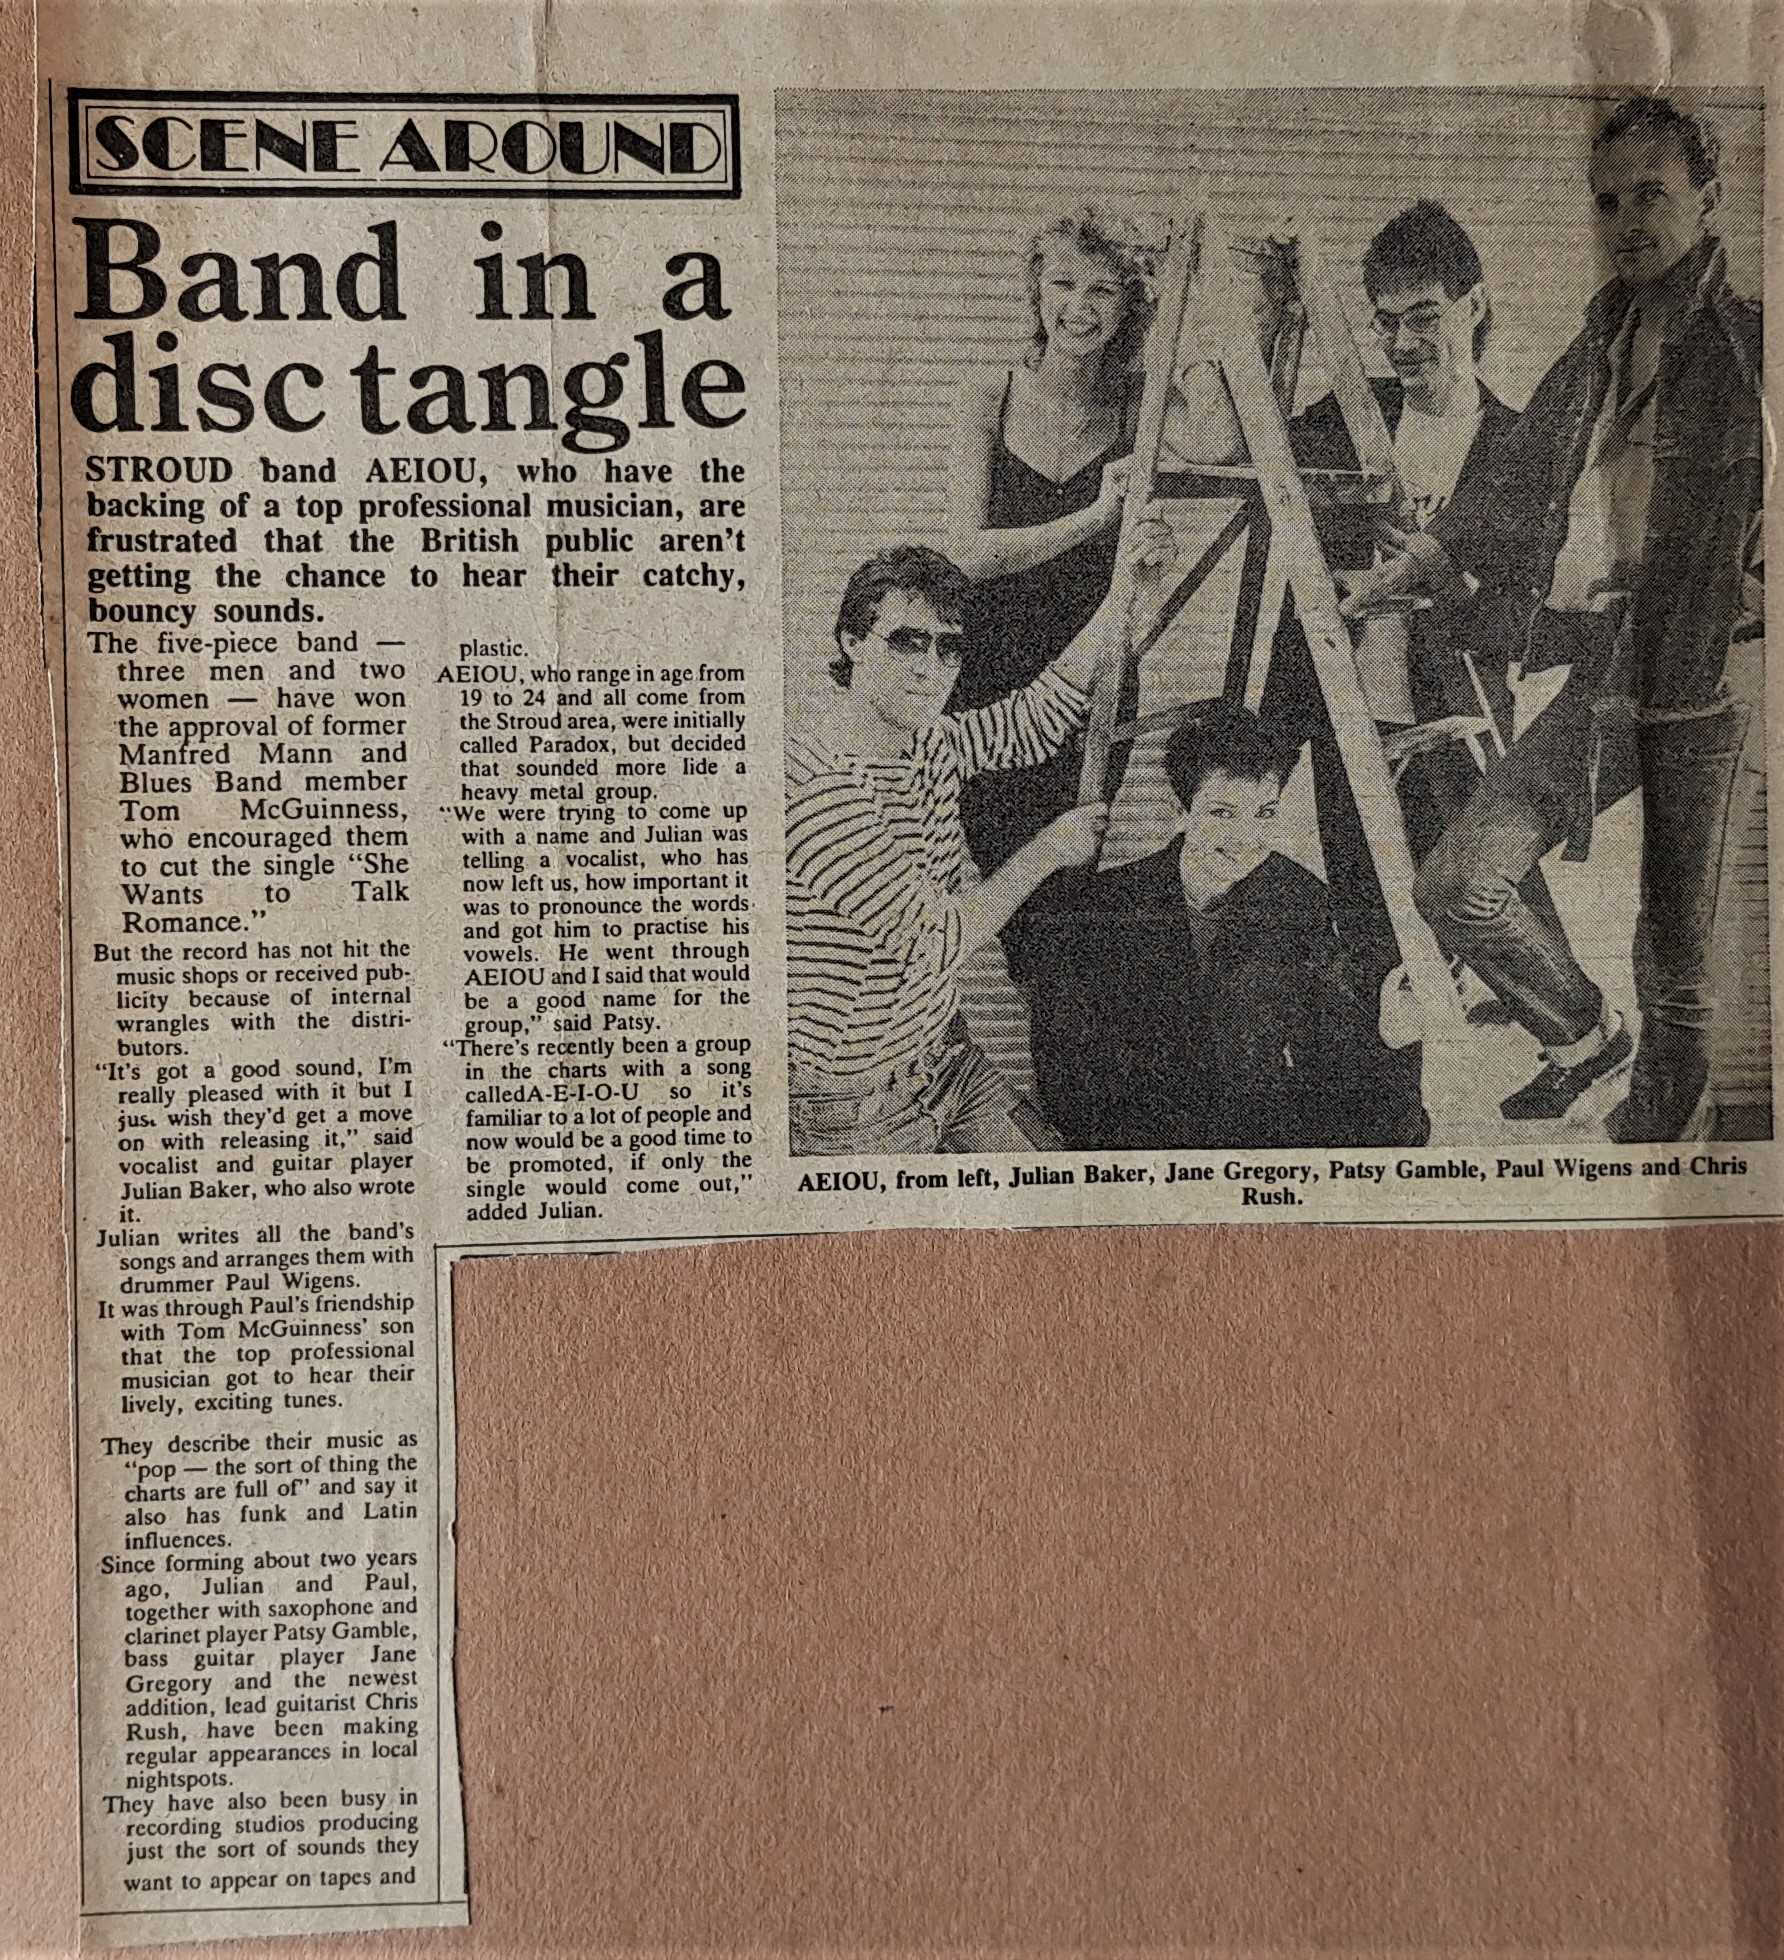 SCENE AROUND
Band in a
disc tangle
STROUD band AEIOU, who have the
backing of a top professional musician, are
frustrated that the British public aren't
getting the chance to hear their catchy,
bouncy sounds.
The five-piece band —
three men and two
women — have won
the approval of former
Manfred Mann and
Blues Band member
Tom McGuinness,
who encouraged them
to cut the single “She
Wants to Talk
Romance.”
But the record has not hit the
music shops or received pub-
licity because of internal
wrangles with the distri-
butors.
“It's got a good sound, I'm
really pleased with it but I
jus. wish they'd get a move
on with releasing it,” said
vocalist and guitar player
Julian Baker, who also wrote
it.
Julian writes all the band's
songs and arranges them with
drummer Paul Wigens.
It was through Paul's friendship
with Tom McGuinness' son
that the top professional
musician got to hear their
lively, exciting tunes.
They describe their music as
“pop — the sort of thing the
charts are full of” and say it
also has funk and Latin
influences.
Since forming about two years
ago, Julian and Paul,
together with saxophone and
clarinet player Patsy Gamble,
bass guitar player Jane
Gregory and the newest
addition, lead guitarist Chris
Rush, have been making
regular appearances in local
nightspots.
They have also been busy in
recording studios producing
just the sort of sounds they
want to appear on tapes and
plastic.
AEIOU, who range in age from
19 to 24 and all come from
the Stroud area, were initially
called Paradox, but decided
that sounded more lide a
heavy metal group.
“We were trying to come up
with a name and Julian was
telling a vocalist, who has
now left us, how important it
was to pronounce the words
and got him to practise his
vowels. He went through
AEIOU and I said that would
be a good name for the
group,” said Patsy.
“There's recently been a group
in the charts with a song
calledA-E-I-O-U so it's
familiar to a lot of people and
now would be a good time to
be promoted, if only the
single would come out,”
added Julian.
AEIOU, from left, Julian Baker, Jane Gregory, Patsy Gamble, Paul Wigens and Chris
Rush.